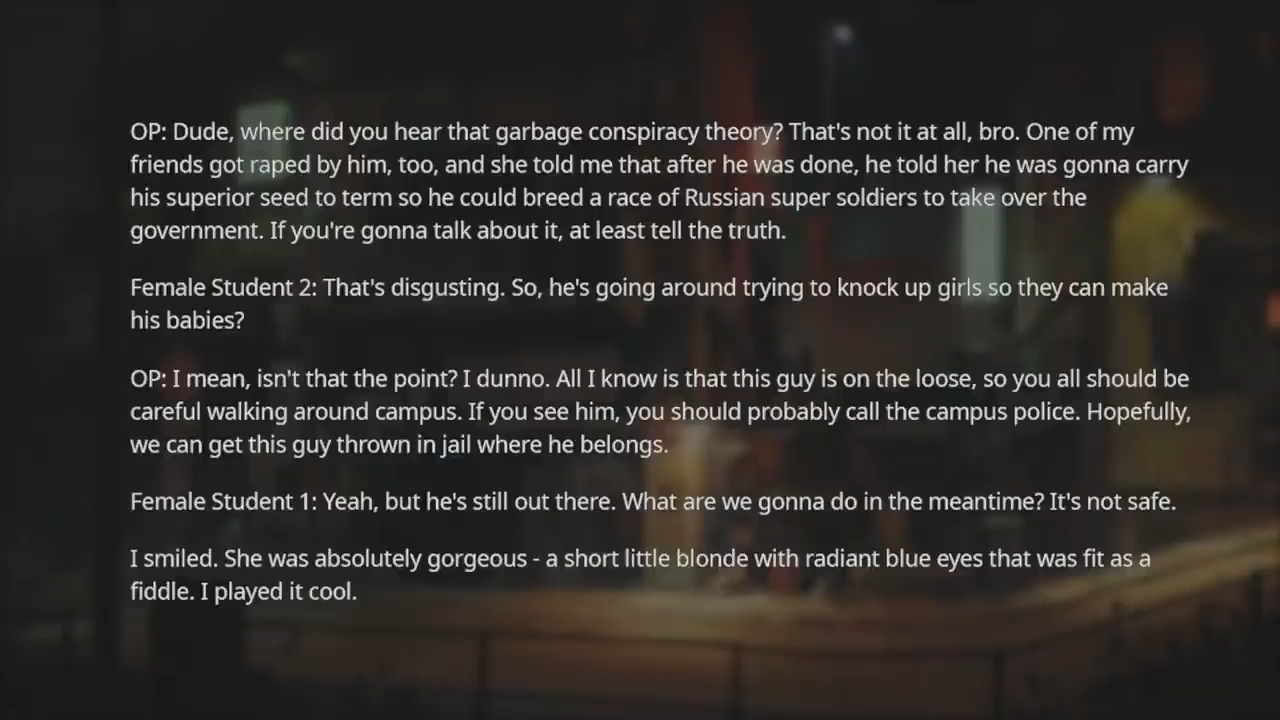 OP: Dude, where did you hear that garbage conspiracy theory? That's not it at all, bro. One of my
friends got raped by him, too, and she told me that after he was done, he told her he was gonna carry
his superior seed to term so he could breed a race of Russian super soldiers to take over the
government. If you're gonna talk about it, at least tell the truth.
Female Student 2: That's disgusting. So, he's going around trying to knock up girls so they can make
his babies?
OP: I mean, isn't that the point? I dunno. All I know is that this guy is on the loose, so you all should be
careful walking around campus. If you see him, you should probably call the campus police. Hopefully,
we can get this guy thrown in jail where he belongs.
Female Student 1: Yeah, but he's still out there. What are we gonna do in the meantime? It's not safe.
I smiled. She was absolutely gorgeous - a short little blonde with radiant blue eyes that was fit as a
fiddle. I played it cool.